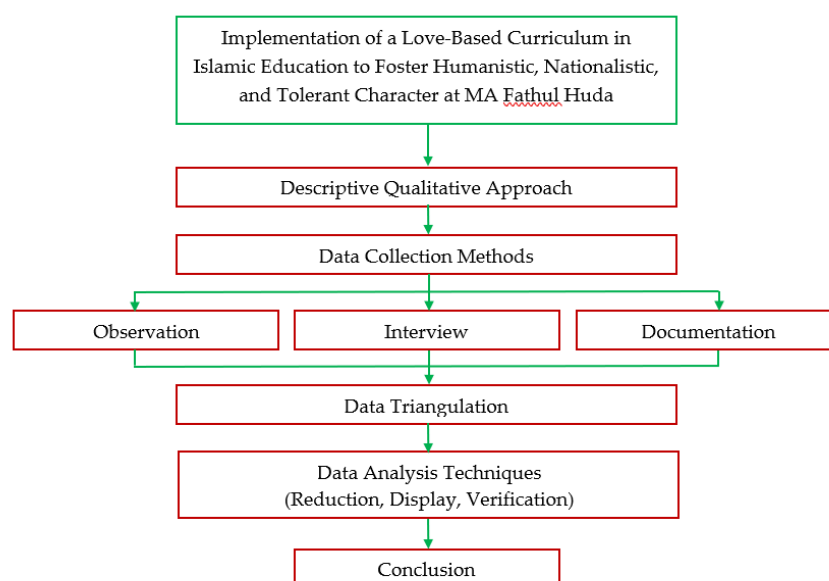 Implementation of a Love-Based Curriculum in
Islamic Education to Foster Humanistic, Nationalistic,
and Tolerant Character at MA Fathul Huda
Descriptive Qualitative Approach
Data Collection Methods
Observation
Interview
Documentation
Data Triangulation
Data Analysis Techniques
(Reduction, Display, Verification)
Conclusion